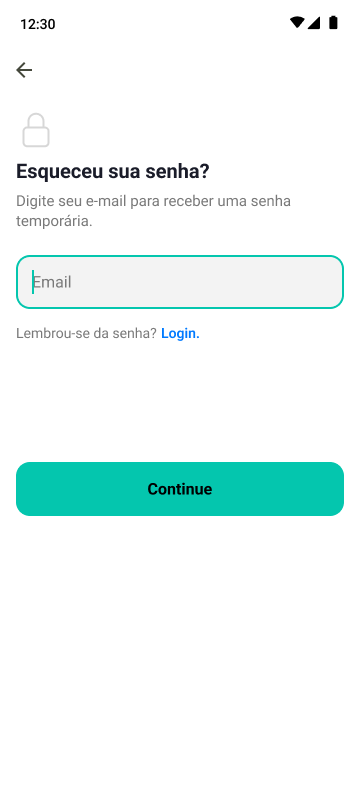 12:30
Esqueceu sua senha?
Digite seu e-mail para receber uma senha
temporária.
Email
Lembrou-se da senha? Login.
Continue